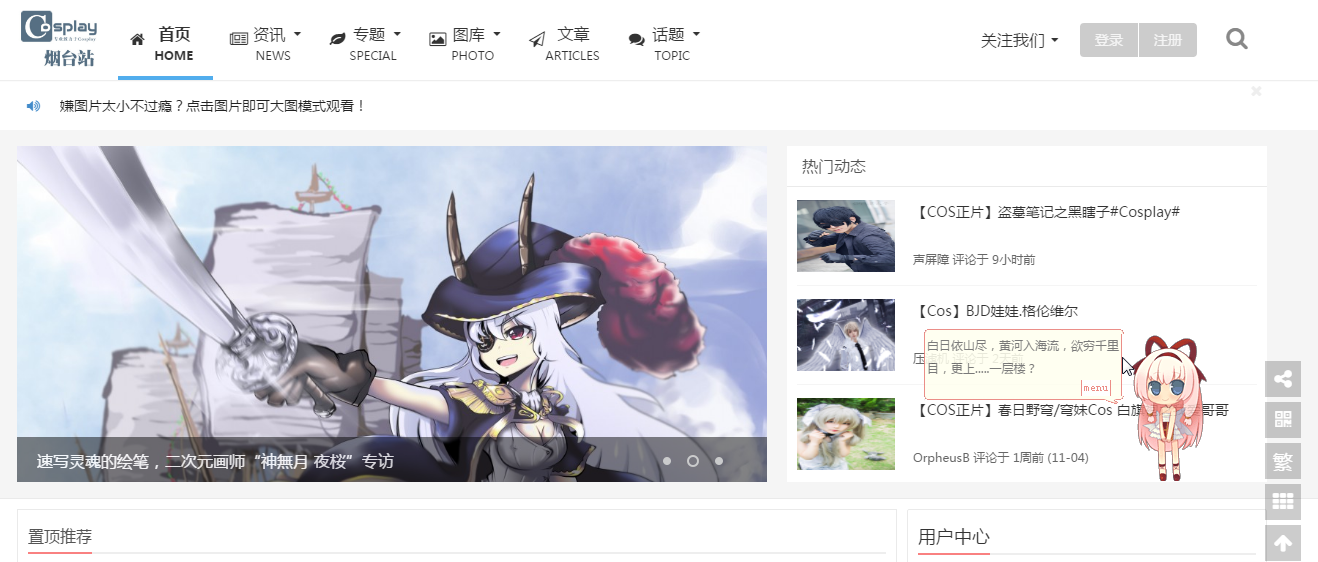 Cosplay
烟台站
首页
HOME
资讯
NEWS
专题
SPECIAL
图库
PHOTO
文章
ARTICLES
话题
TOPIC
关注我们
登录
注册
嫌图片太小不过瘾？点击图片即可大图模式观看！
速写灵魂的绘笔，二次元画师“神無月 夜桜”专访
热门动态
【COS正片】盗墓笔记之黑瞎子#Cosplay#
声屏障 评论于 9小时前
【Cos】BJD娃娃.格伦维尔
白日依山尽，黄河入海流，欲穷千里
目，更上.....一层楼？
menu
【COS正片】春日野穹/穹妹Cos 白旗
哥哥
OrpheusB 评论于 1周前 (11-04)
繁
置顶推荐
用户中心